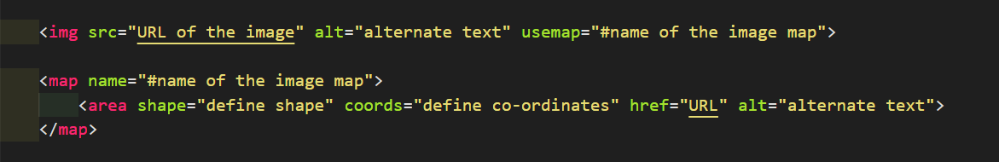 <img src="URL of the image" alt="alternate text" usemap="#name of the image map">
<map name="#name of the image map">
<area shape="define shape" coords="define co-ordinates" href="URL" alt="alternate text">
</map>